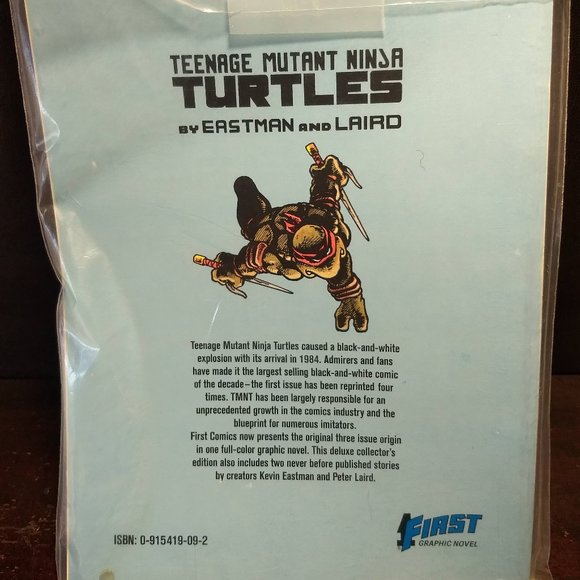 TEENAGE MUTANT NINJA
TURTLES
BY EASTMAN AND LAIRD
Teenage Mutant Ninja Turtles caused a black-and-white
explosion with its arrival in 1984. Admirers and fans
have made it the largest selling black-and-white comic
of the decade—the first issue has been reprinted four
times. TMNT has been largely responsible for an
unprecedented growth in the comics industry and the
blueprint for numerous imitators.
First Comics now presents the original three issue origin
in one full-color graphic novel. This deluxe collector's
edition also includes two never before published stories
by creators Kevin Eastman and Peter Laird.
ISBN: 0-915419-09-2
FIRST
GRAPHIC NOVEL